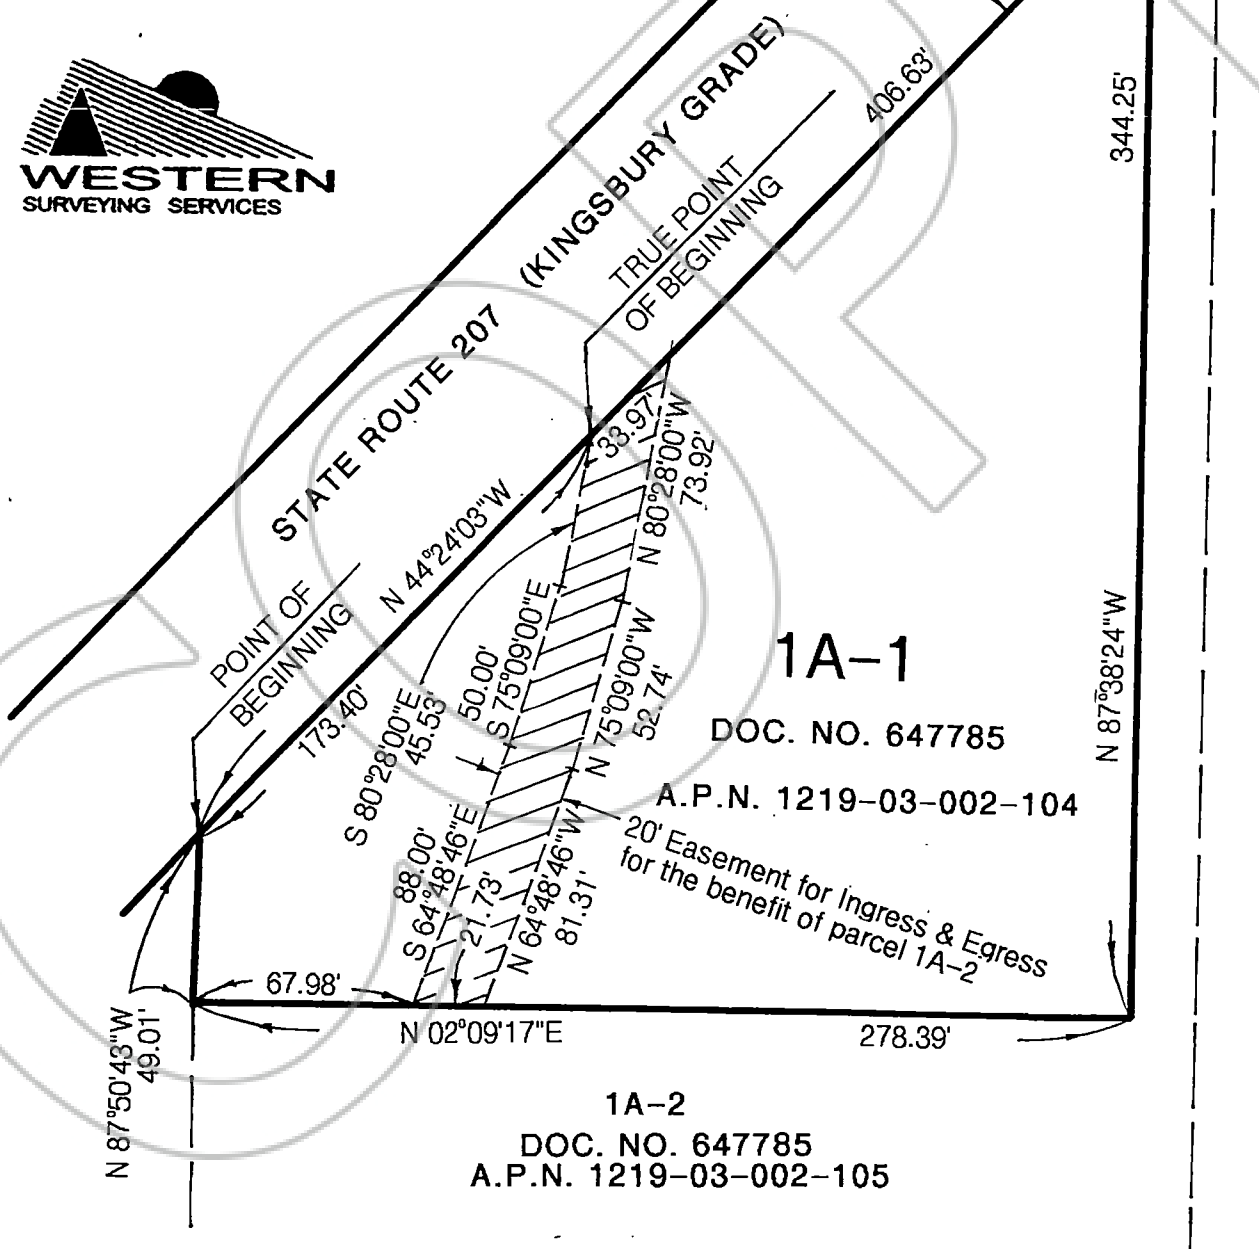 WESTERN
SURVEYING SERVICES
STATE ROUTE 207 (KINGSBURY GRADE)
406.63'
344.25'
TRUE POINT
OF BEGINNING
33.97'
N 80°28'00"W
73.92'
N 44°24'03"W
POINT OF
BEGINNING
173.40'
S 80°28'00"E
45.53'
50.00'
S 75°09'00"E
N 75°09'00"W
52.74'
1A-1
DOC. NO. 647785
A.P.N. 1219-03-002-104
N 87°38'24"W
88.00'
S 64°48'46"E
21.73'
N 64°48'46"W
81.31'
20' Easement for Ingress & Egress
for the benefit of parcel 1A-2
67.98'
N 02°09'17"E
278.39'
N 87°50'43"W
49.01'
1A-2
DOC. NO. 647785
A.P.N. 1219-03-002-105